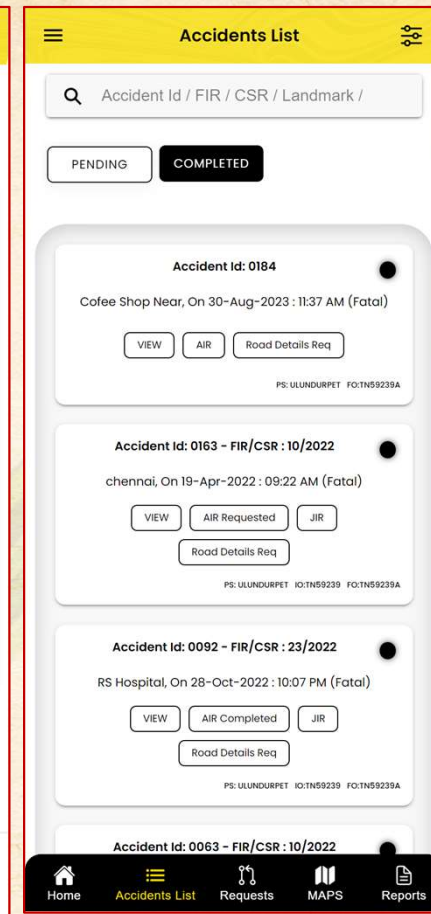 Accidents List
Accident Id / FIR / CSR / Landmark /
PENDING COMPLETED
Accident Id: 0184
Cofee Shop Near, On 30-Aug-2023 : 11:37 AM (Fatal)
VIEW AIR Road Details Req
PS: ULUNDURPET FO:TN59239A
Accident Id: 0163 - FIR/CSR : 10/2022
chennai, On 19-Apr-2022 : 09:22 AM (Fatal)
VIEW AIR Requested JIR
Road Details Req
PS: ULUNDURPET IO:TN59239 FO:TN59239A
Accident Id: 0092 - FIR/CSR : 23/2022
RS Hospital, On 28-Oct-2022 : 10:07 PM (Fatal)
VIEW AIR Completed JIR
Road Details Req
PS: ULUNDURPET IO:TN59239 FO:TN59239A
Accident Id: 0063 - FIR/CSR : 10/2022
Home Accidents List Requests MAPS Reports